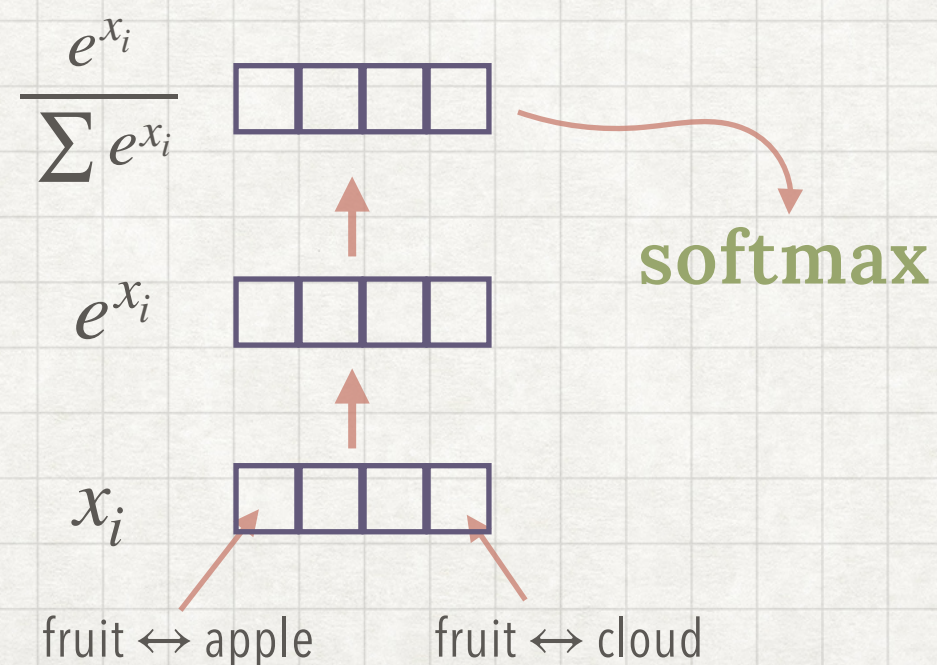 e^{x_i}
∑ e^{x_i}
softmax
e^{x_i}
x_i
fruit ↔ apple
fruit ↔ cloud